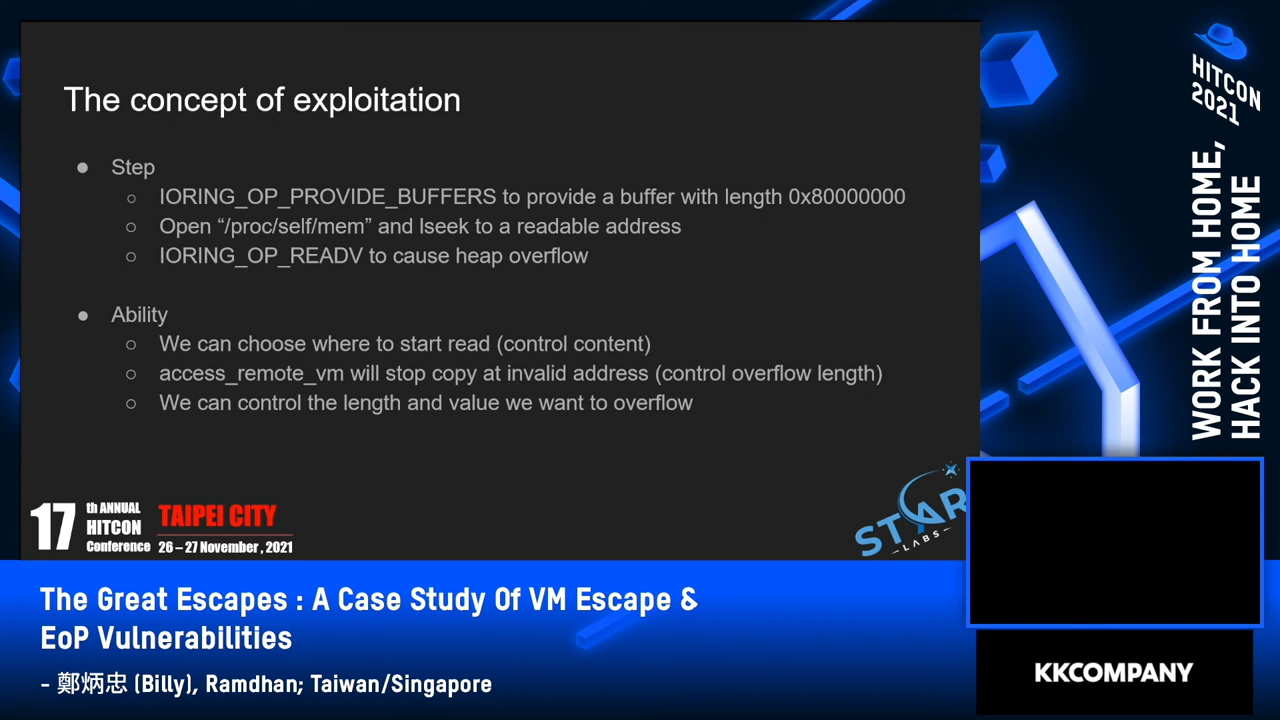 The concept of exploitation
● Step
○ IORING_OP_PROVIDE_BUFFERS to provide a buffer with length 0x80000000
○ Open “/proc/self/mem” and lseek to a readable address
○ IORING_OP_READV to cause heap overflow
● Ability
○ We can choose where to start read (control content)
○ access_remote_vm will stop copy at invalid address (control overflow length)
○ We can control the length and value we want to overflow
17
th ANNUAL
HITCON
Conference
TAIPEI CITY
26 – 27 November , 2021
STAR
LABS
HITCON
2021
WORK FROM HOME,
HACK INTO HOME
The Great Escapes : A Case Study Of VM Escape &
EoP Vulnerabilities
- 鄭炳忠 (Billy), Ramdhan; Taiwan/Singapore
KKCOMPANY